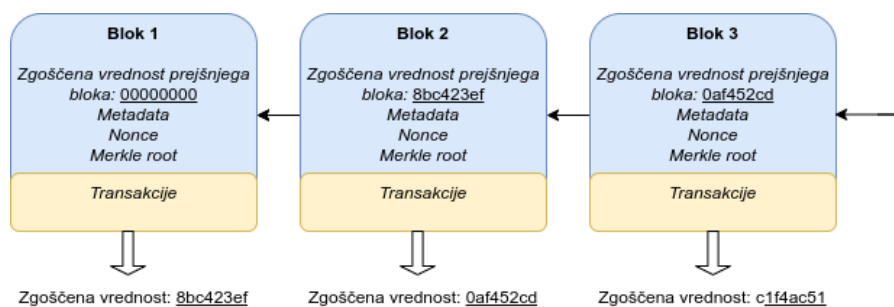 Blok 1
Zgoščena vrednost prejšnjega
bloka: 00000000
Metadata
Nonce
Merkle root
Transakcije
Zgoščena vrednost: 8bc423ef
Blok 2
Zgoščena vrednost prejšnjega
bloka: 8bc423ef
Metadata
Nonce
Merkle root
Transakcije
Zgoščena vrednost: 0af452cd
Blok 3
Zgoščena vrednost prejšnjega
bloka: 0af452cd
Metadata
Nonce
Merkle root
Transakcije
Zgoščena vrednost: c1f4ac51